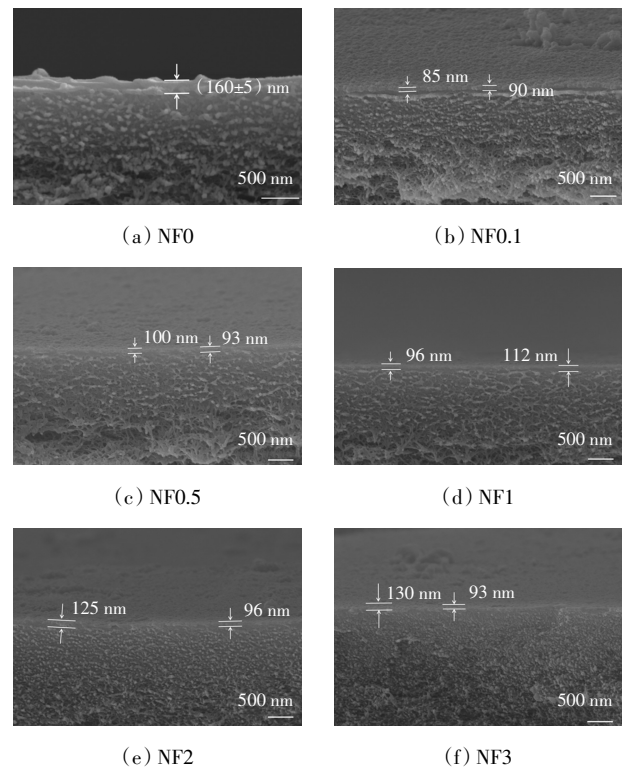 (160±5) nm
500 nm
(a) NF0
85 nm
90 nm
500 nm
(b) NF0.1
100 nm 93 nm
500 nm
(c) NF0.5
96 nm 112 nm
500 nm
(d) NF1
125 nm 96 nm
500 nm
(e) NF2
130 nm 93 nm
500 nm
(f) NF3